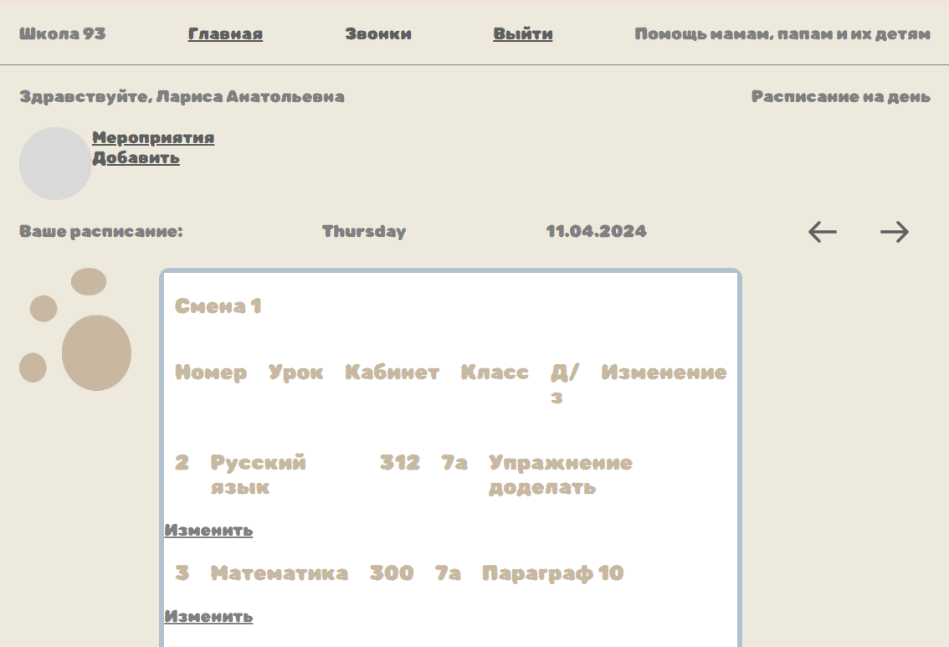 Школа 93 Главная Звонки Выйти Помощь мамам, папам и их детям
Здравствуйте, Лариса Анатольевна Расписание на день
Мероприятия
Добавить
Ваше расписание: Thursday 11.04.2024
Смена 1
Номер Урок Кабинет Класс Д/ Изменение
з
2 Русский 312 7а Упражнение
язык доделать
Изменить
3 Математика 300 7а Параграф 10
Изменить